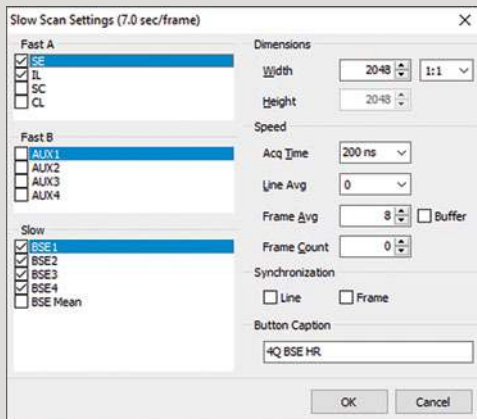 Slow Scan Settings (7.0 sec/frame)
Fast A
SE
IL
SC
CL
Fast B
AUX1
AUX2
AUX3
AUX4
Slow
BSE1
BSE2
BSE3
BSE4
BSE Mean
Dimensions
Width 2048 1:1
Height 2048
Speed
Acq Time 200 ns
Line Avg 0
Frame Avg 8 Buffer
Frame Count 0
Synchronization
Line Frame
Button Caption
4Q BSE HR
OK Cancel